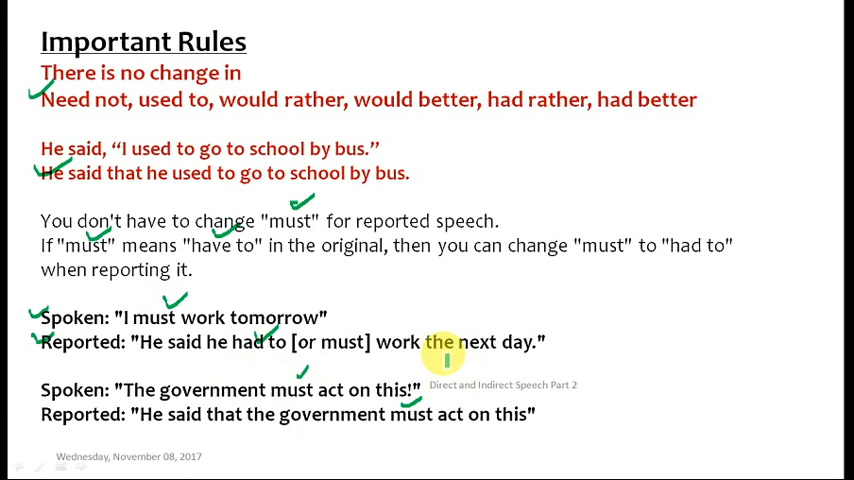 Important Rules
There is no change in
Need not, used to, would rather, would better, had rather, had better
He said, “I used to go to school by bus.”
He said that he used to go to school by bus.
You don't have to change "must" for reported speech.
If "must" means "have to" in the original, then you can change "must" to "had to"
when reporting it.
Spoken: "I must work tomorrow"
Reported: "He said he had to [or must] work the next day."
Spoken: "The government must act on this!"
Direct and Indirect Speech Part 2
Reported: "He said that the government must act on this"
Wednesday, November 08, 2017